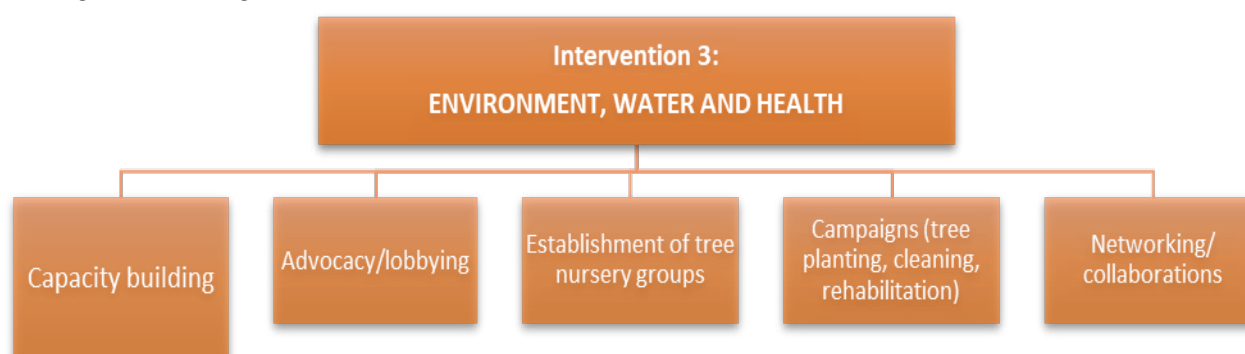 Intervention 3:
ENVIRONMENT, WATER AND HEALTH
Capacity building
Advocacy/lobbying
Establishment of tree
nursery groups
Campaigns (tree
planting, cleaning,
rehabilitation)
Networking/
collaborations